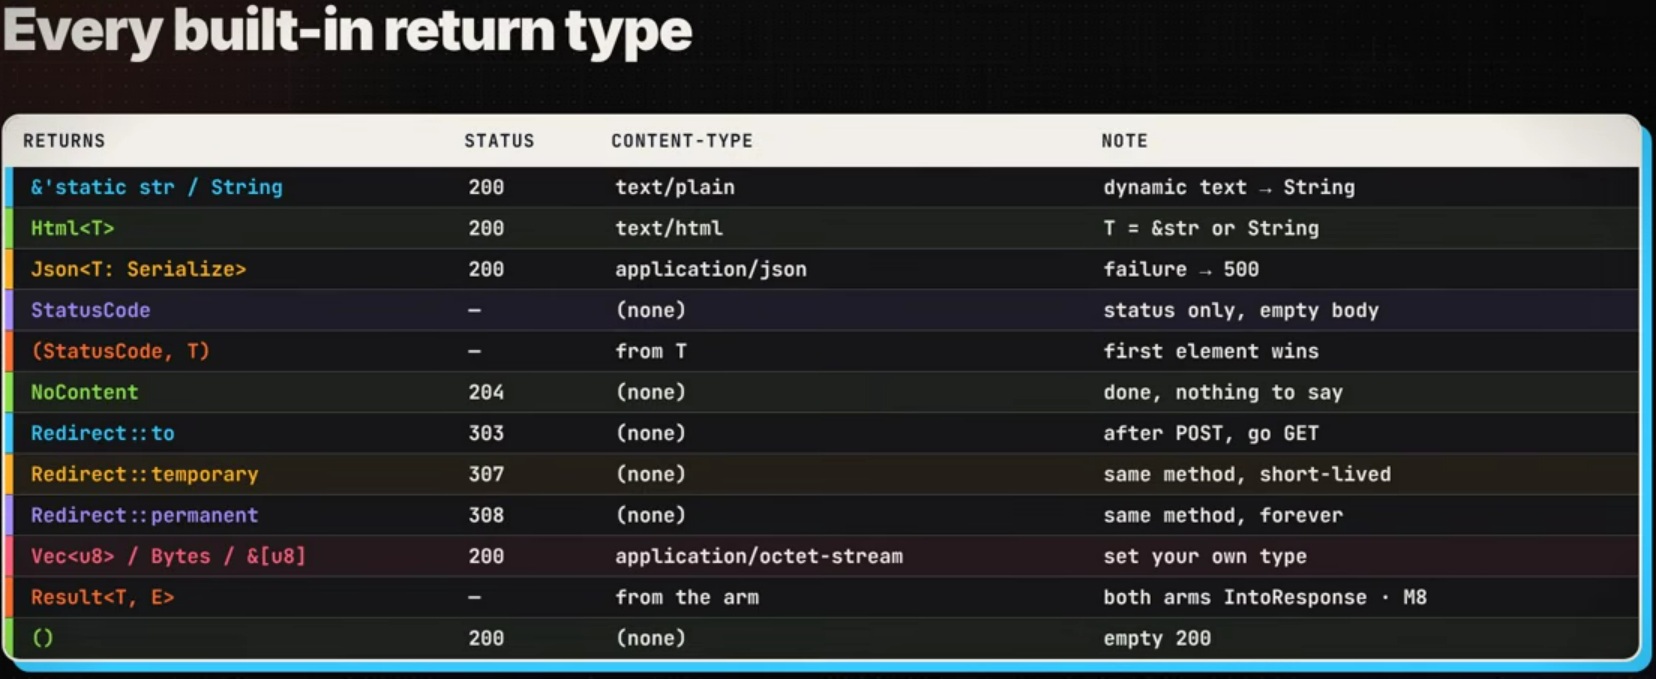 Every built-in return type
RETURNS STATUS CONTENT-TYPE NOTE
&'static str / String 200 text/plain dynamic text → String
Html<T> 200 text/html T = &str or String
Json<T: Serialize> 200 application/json failure → 500
StatusCode — (none) status only, empty body
(StatusCode, T) — from T first element wins
NoContent 204 (none) done, nothing to say
Redirect::to 303 (none) after POST, go GET
Redirect::temporary 307 (none) same method, short-lived
Redirect::permanent 308 (none) same method, forever
Vec<u8> / Bytes / &[u8] 200 application/octet-stream set your own type
Result<T, E> — from the arm both arms IntoResponse · M8
() 200 (none) empty 200